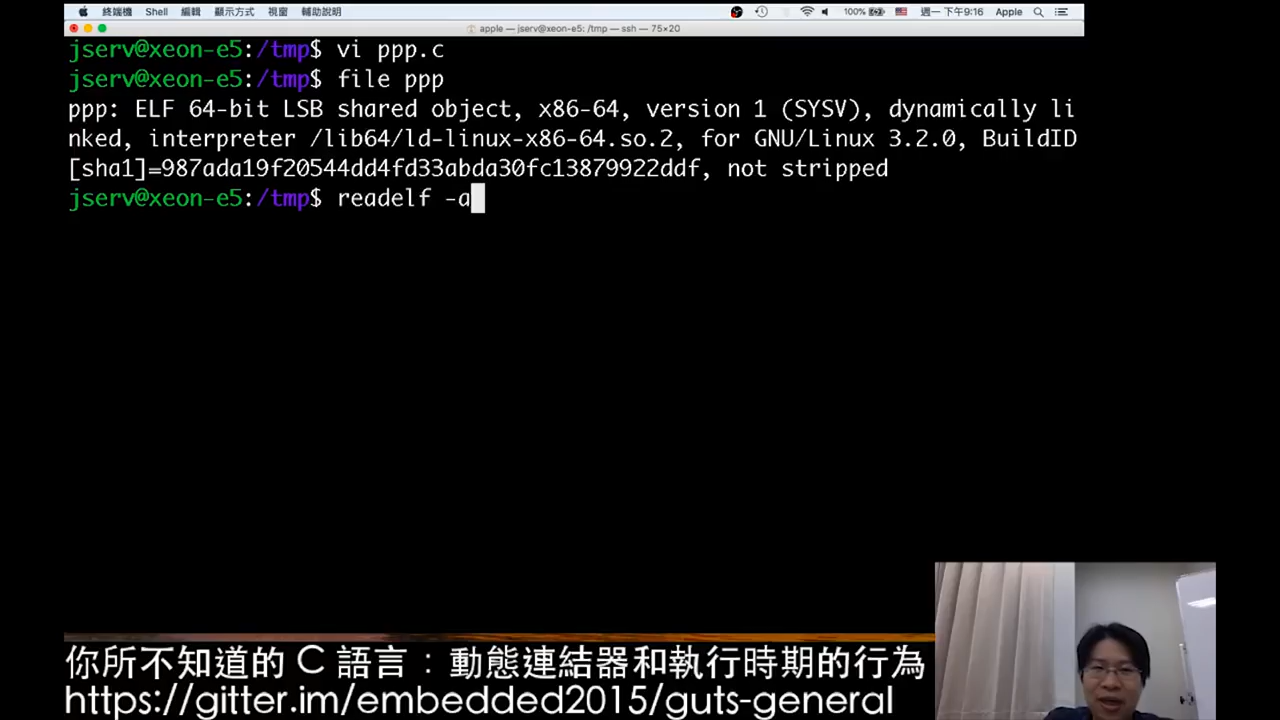 終端機 Shell 編輯 顯示方式 視窗 輔助說明 100% 週一 下午9:16 Apple
apple — jserv@xeon-e5: /tmp — ssh — 75×20
jserv@xeon-e5:/tmp$ vi ppp.c
jserv@xeon-e5:/tmp$ file ppp
ppp: ELF 64-bit LSB shared object, x86-64, version 1 (SYSV), dynamically li
nked, interpreter /lib64/ld-linux-x86-64.so.2, for GNU/Linux 3.2.0, BuildID
[sha1]=987ada19f20544dd4fd33abda30fc13879922ddf, not stripped
jserv@xeon-e5:/tmp$ readelf -a
你所不知道的 C 語言：動態連結器和執行時期的行為
https://gitter.im/embedded2015/guts-general